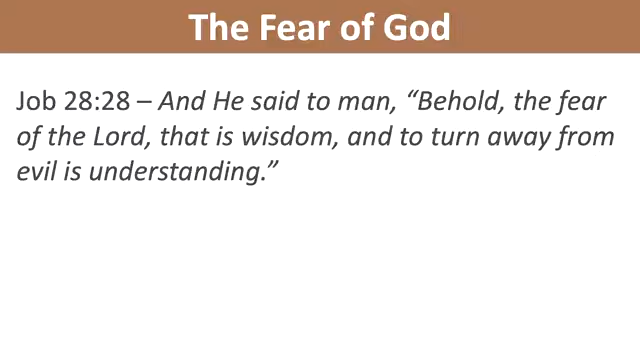 The Fear of God
Job 28:28 – And He said to man, “Behold, the fear
of the Lord, that is wisdom, and to turn away from
evil is understanding.”